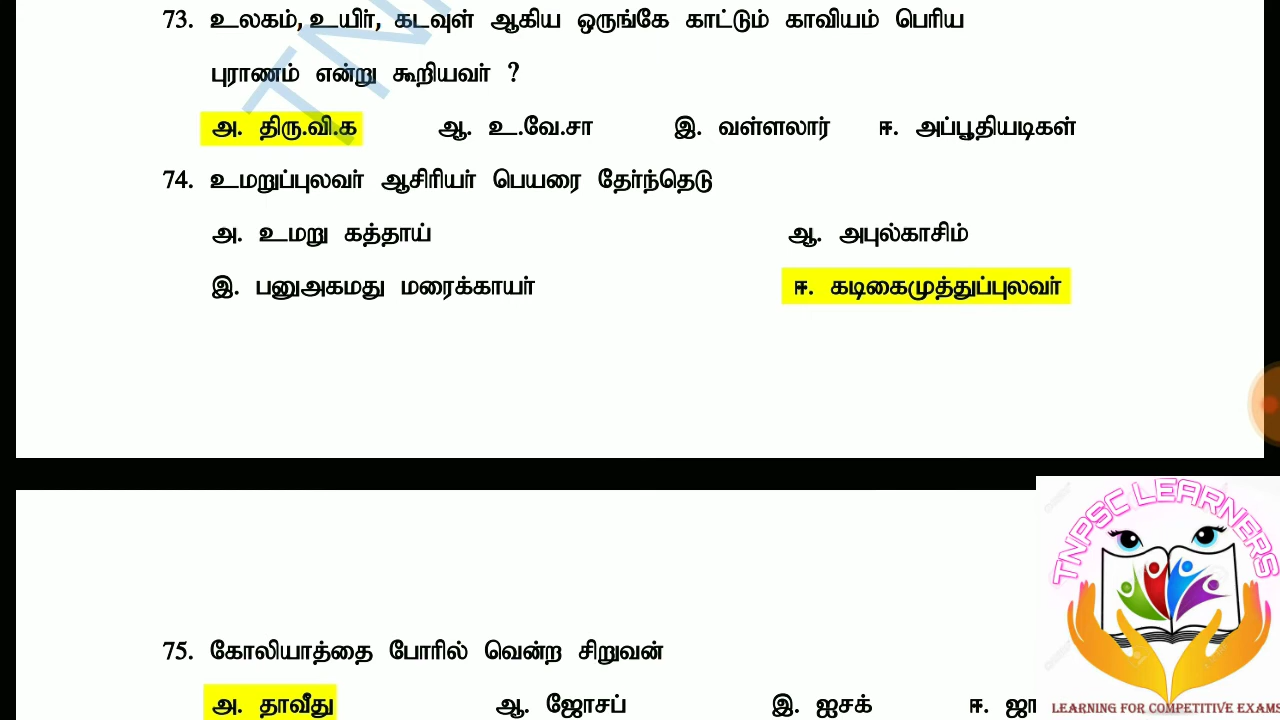 73. உலகம், உயிர், கடவுள் ஆகிய ஒருங்கே காட்டும் காவியம் பெரிய
புராணம் என்று கூறியவர் ?
அ. திரு.வி.க ஆ. உ.வே.சா இ. வள்ளலார் ஈ. அப்பூதியடிகள்
74. உமறுப்புலவர் ஆசிரியர் பெயரை தேர்ந்தெடு
அ. உமறு கத்தாய் ஆ. அபுல்காசிம்
இ. பனுஅகமது மரைக்காயர் ஈ. கடிகைமுத்துப்புலவர்
TNPSC LEARNERS
75. கோலியாத்தை போரில் வென்ற சிறுவன்
அ. தாவீது ஆ. ஜோசப் இ. ஐசக் ஈ. ஜா
LEARNING FOR COMPETITIVE EXAMS